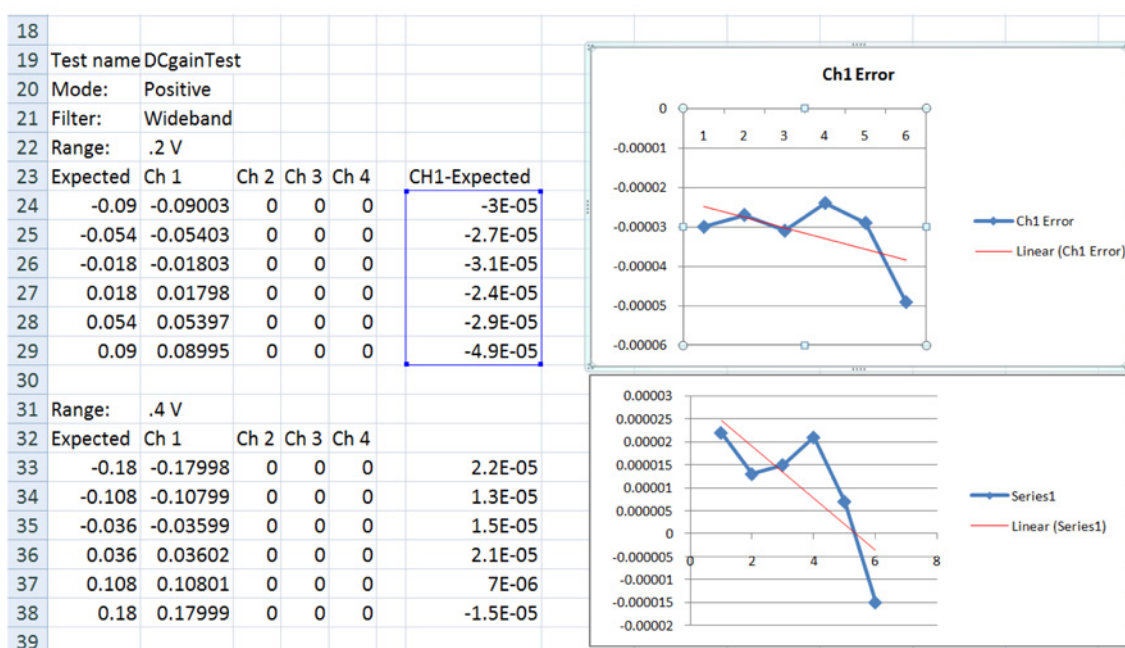 18
19 Test name DCgainTest
20 Mode: Positive
21 Filter: Wideband
22 Range: .2 V
23 Expected Ch 1 Ch 2 Ch 3 Ch 4 CH1-Expected
24 -0.09 -0.09003 0 0 0 -3E-05
25 -0.054 -0.05403 0 0 0 -2.7E-05
26 -0.018 -0.01803 0 0 0 -3.1E-05
27 0.018 0.01798 0 0 0 -2.4E-05
28 0.054 0.05397 0 0 0 -2.9E-05
29 0.09 0.08995 0 0 0 -4.9E-05
30
31 Range: .4 V
32 Expected Ch 1 Ch 2 Ch 3 Ch 4
33 -0.18 -0.17998 0 0 0 2.2E-05
34 -0.108 -0.10799 0 0 0 1.3E-05
35 -0.036 -0.03599 0 0 0 1.5E-05
36 0.036 0.03602 0 0 0 2.1E-05
37 0.108 0.10801 0 0 0 7E-06
38 0.18 0.17999 0 0 0 -1.5E-05
39
Ch1 Error
0
1 2 3 4 5 6
-0.00001
-0.00002
-0.00003
-0.00004
-0.00005
-0.00006
Ch1 Error
Linear (Ch1 Error)
0.00003
0.000025
0.00002
0.000015
0.00001
0.000005
0
0 2 4 6 8
-0.000005
-0.00001
-0.000015
-0.00002
Series1
Linear (Series1)